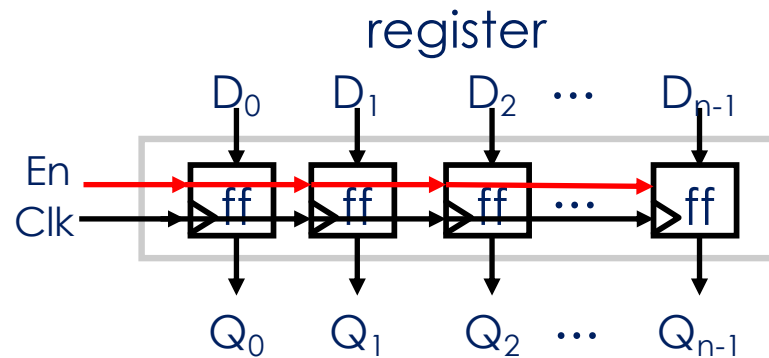 register
D₀ D₁ D₂ ... Dₙ₋₁
En ff ff ff ff
Clk ...
Q₀ Q₁ Q₂ ... Qₙ₋₁